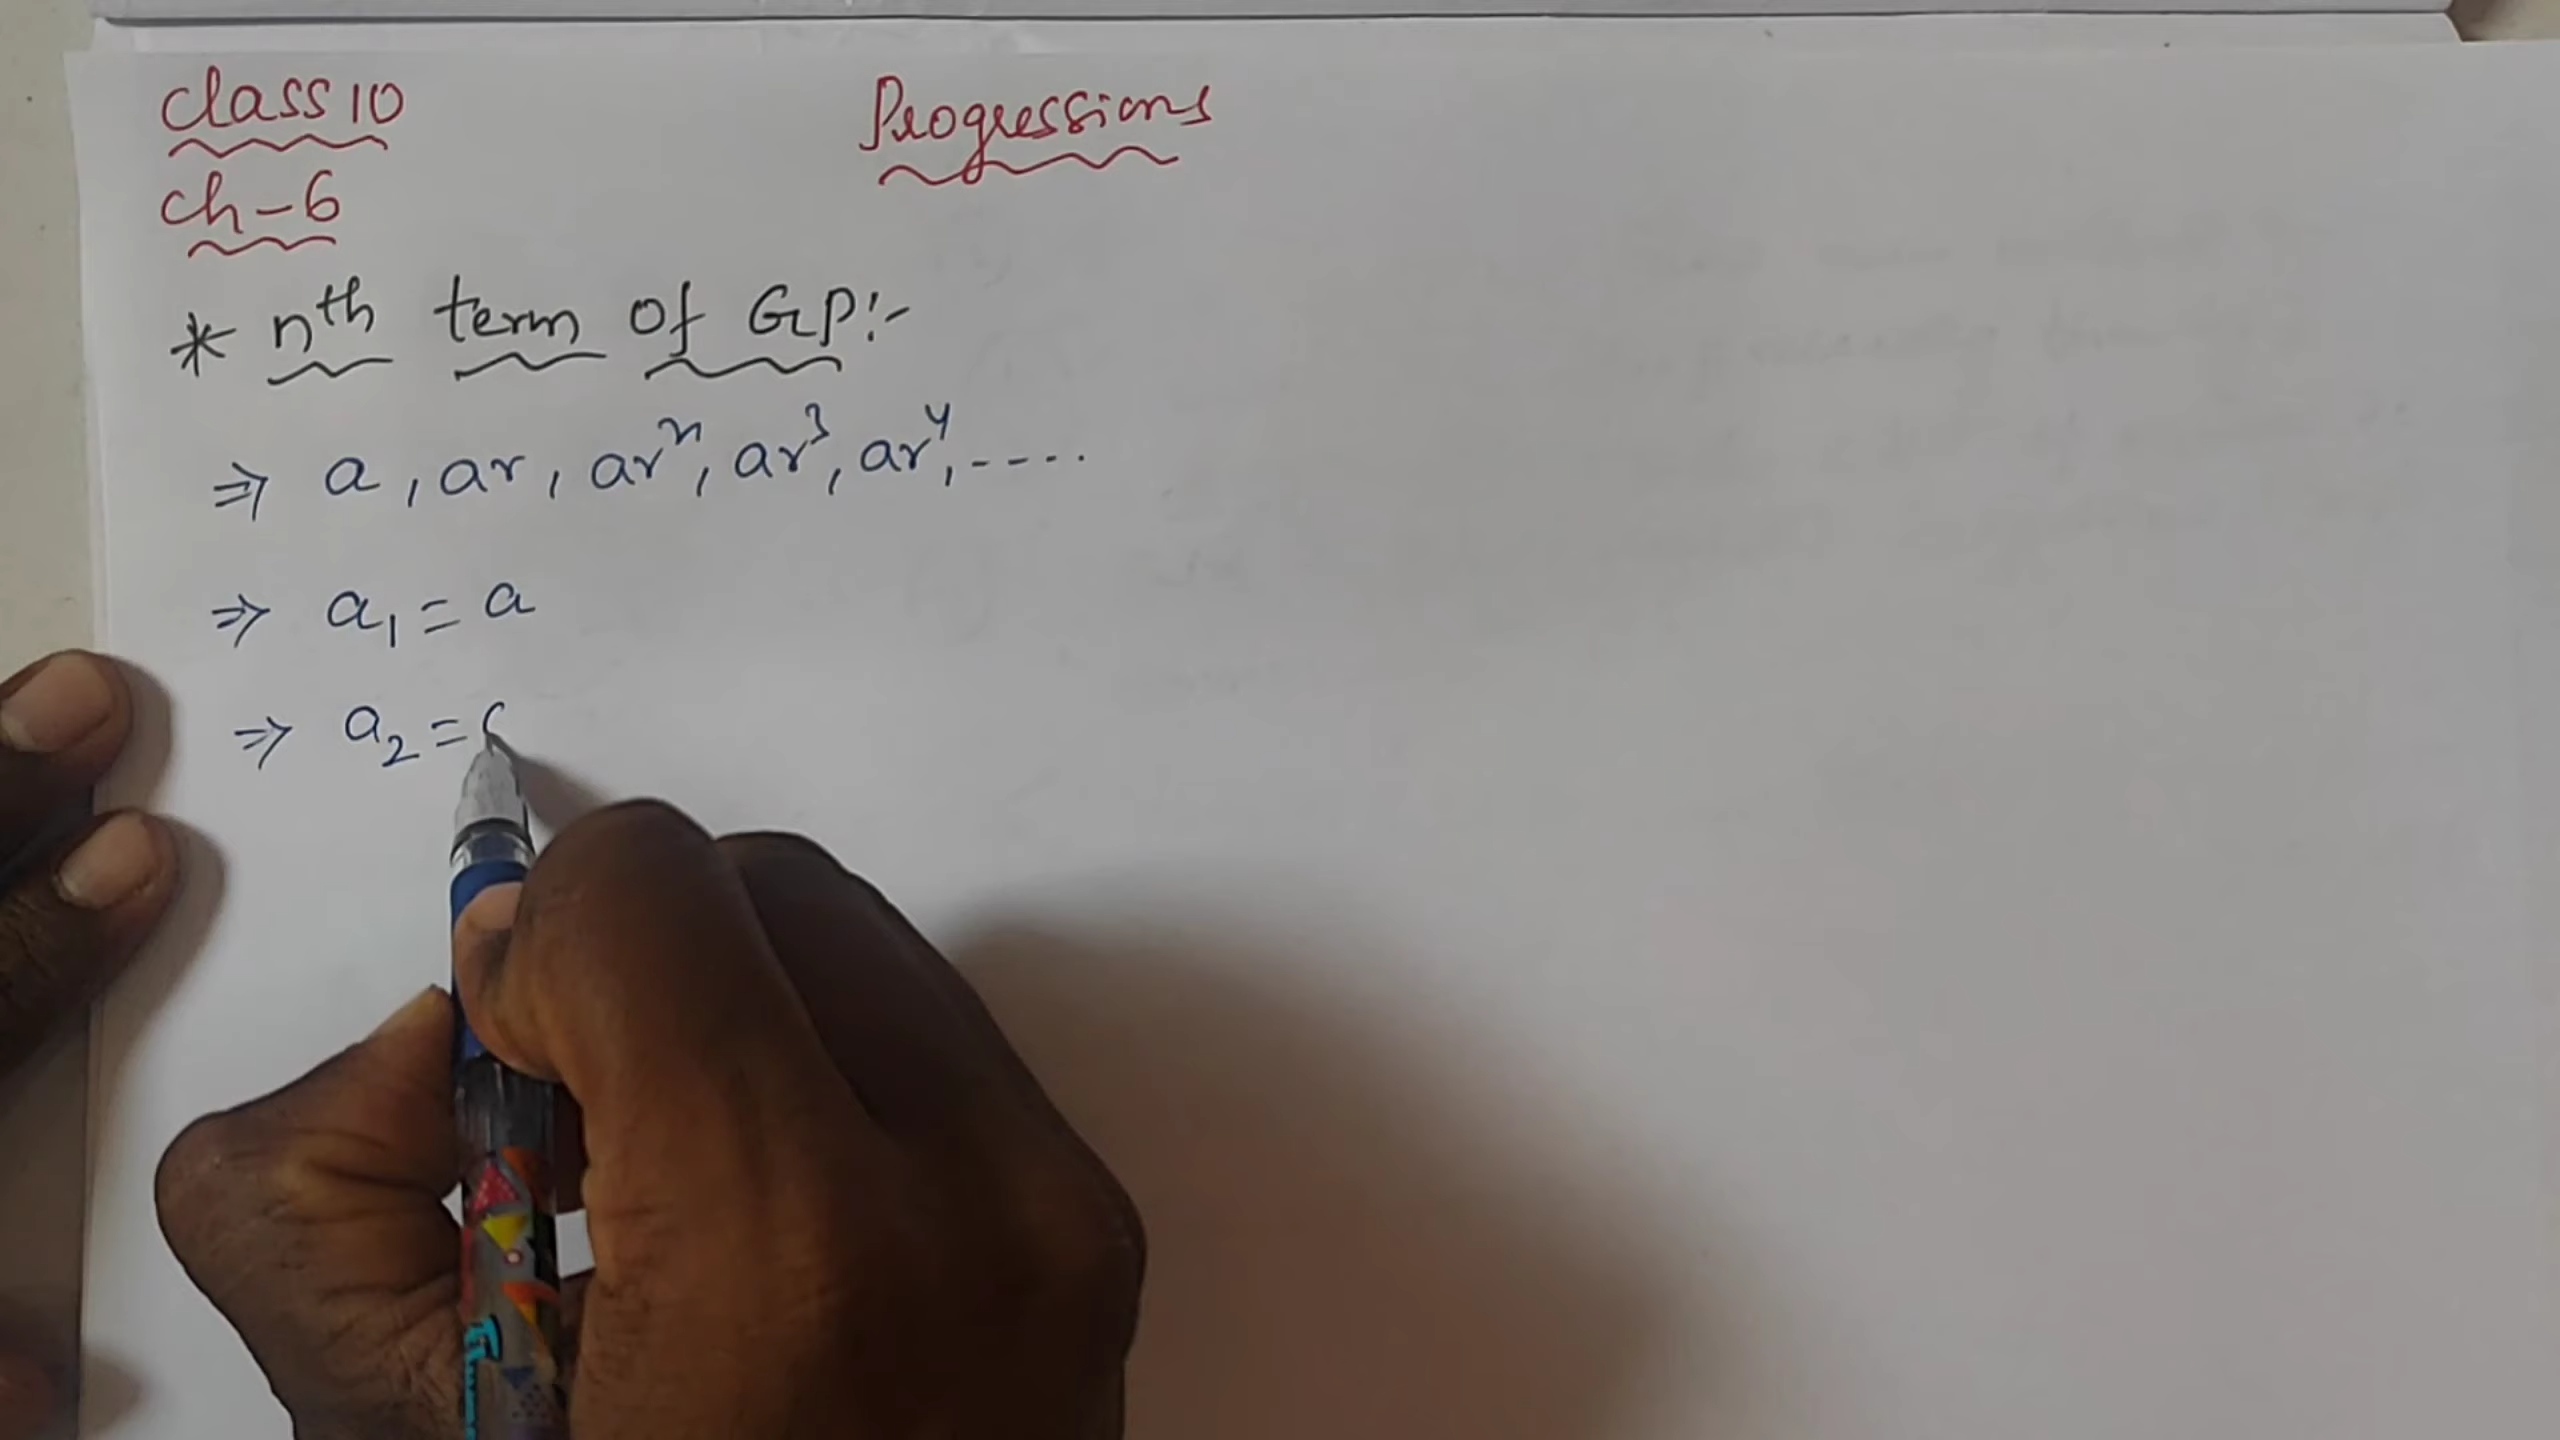 class 10
Progressions
ch-6
* nth term of GP:-
⇒ a, ar, ar², ar³, ar⁴, ----.
⇒ a₁ = a
⇒ a₂ =